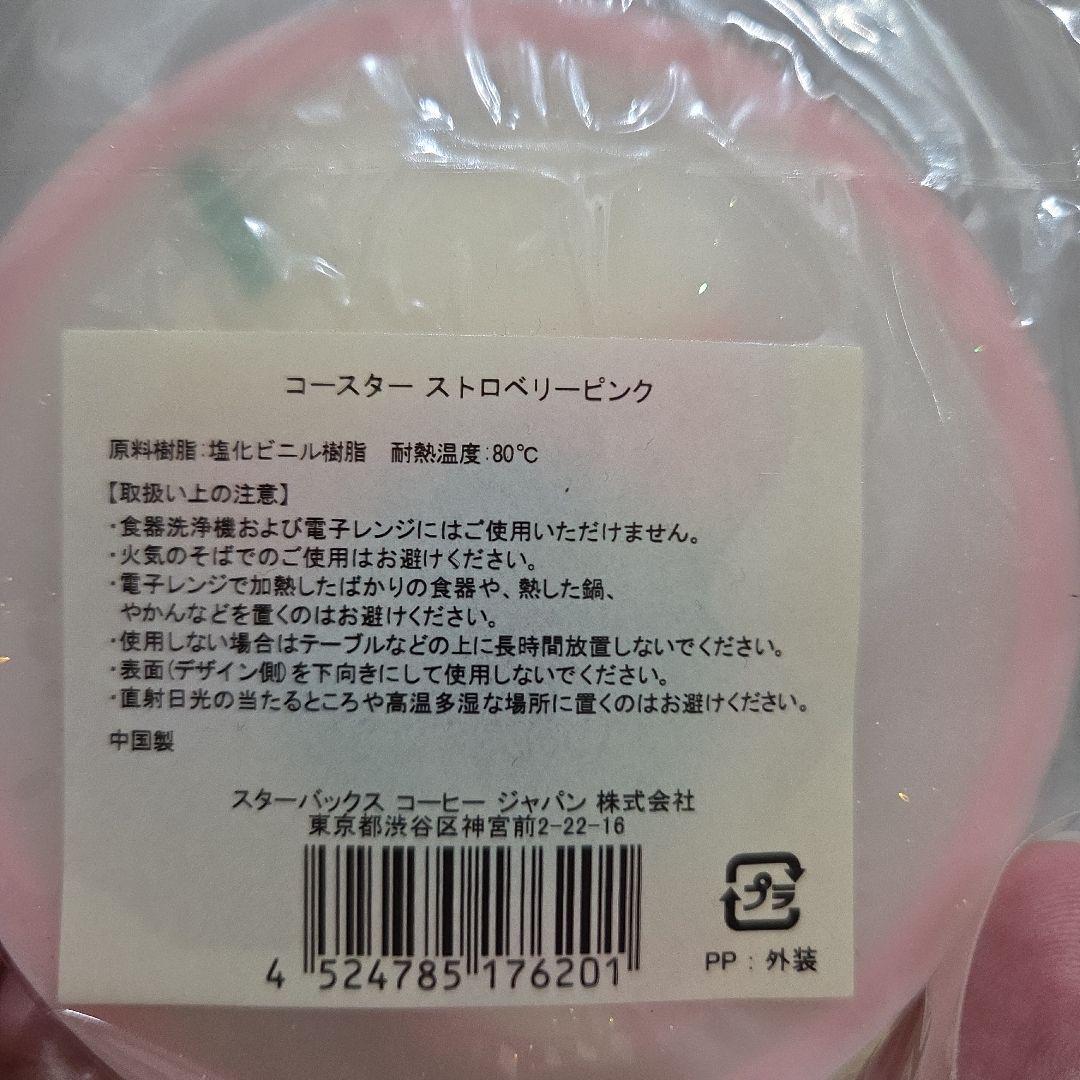 コースター ストロベリーピンク
原料樹脂:塩化ビニル樹脂　耐熱温度:80℃
【取扱い上の注意】
・食器洗浄機および電子レンジにはご使用いただけません。
・火気のそばでのご使用はお避けください。
・電子レンジで加熱したばかりの食器や、熱した鍋、
やかんなどを置くのはお避けください。
・使用しない場合はテーブルなどの上に長時間放置しないでください。
・表面(デザイン側)を下向きにして使用しないでください。
・直射日光の当たるところや高温多湿な場所に置くのはお避けください。
中国製
スターバックス コーヒー ジャパン 株式会社
東京都渋谷区神宮前2-22-16
4 524785 176201
プラ
PP : 外装